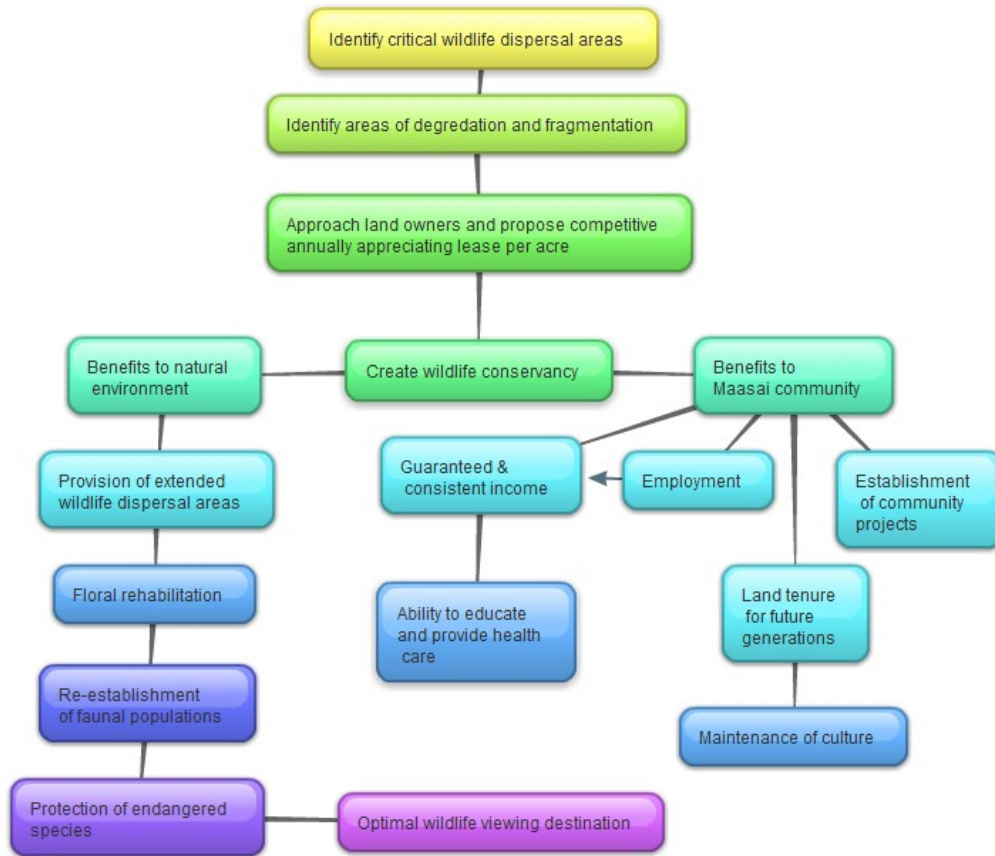 Identify critical wildlife dispersal areas
Identify areas of degredation and fragmentation
Approach land owners and propose competitive
annually appreciating lease per acre
Benefits to natural
environment
Create wildlife conservancy
Benefits to
Maasai community
Provision of extended
wildlife dispersal areas
Guaranteed &
consistent income
Employment
Establishment
of community
projects
Floral rehabilitation
Ability to educate
and provide health
care
Land tenure
for future
generations
Re-establishment
of faunal populations
Maintenance of culture
Protection of endangered
species
Optimal wildlife viewing destination